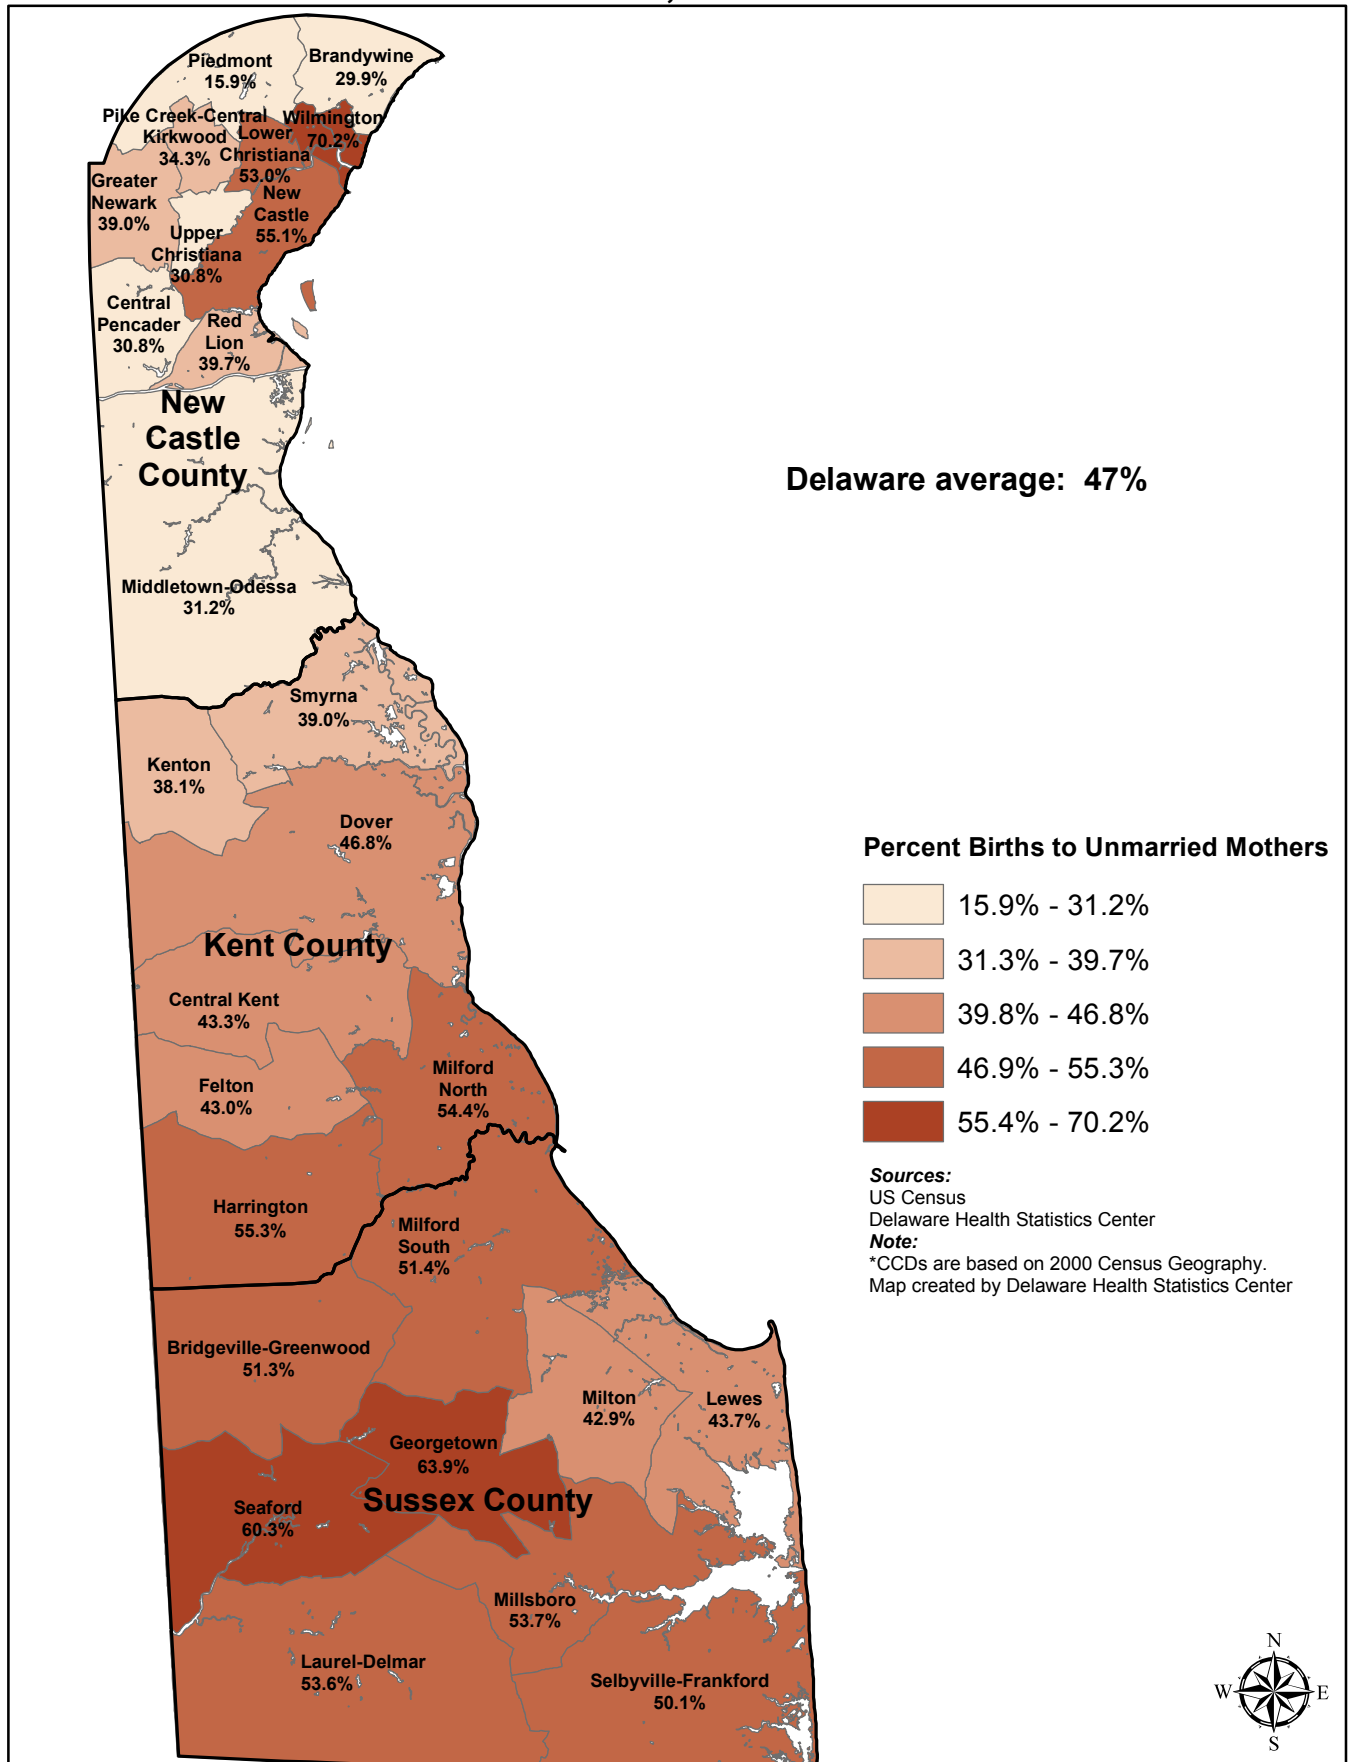 Piedmont
15.9%
Brandywine
29.9%
Pike Creek-Central
Kirkwood
34.3%
Lower
Christiana
53.0%
Wilmington
70.2%
Greater
Newark
39.0%
New
Castle
55.1%
Upper
Christiana
30.8%
Central
Pencader
30.8%
Red
Lion
39.7%
New
Castle
County
Delaware average: 47%
Middletown-Odessa
31.2%
Smyrna
39.0%
Kenton
38.1%
Dover
46.8%
Kent County
Central Kent
43.3%
Felton
43.0%
Milford
North
54.4%
Harrington
55.3%
Milford
South
51.4%
Bridgeville-Greenwood
51.3%
Milton
42.9%
Lewes
43.7%
Georgetown
63.9%
Sussex County
Seaford
60.3%
Millsboro
53.7%
Laurel-Delmar
53.6%
Selbyville-Frankford
50.1%
Percent Births to Unmarried Mothers
15.9% - 31.2%
31.3% - 39.7%
39.8% - 46.8%
46.9% - 55.3%
55.4% - 70.2%
Sources:
US Census
Delaware Health Statistics Center
Note:
*CCDs are based on 2000 Census Geography.
Map created by Delaware Health Statistics Center
N
W E
S